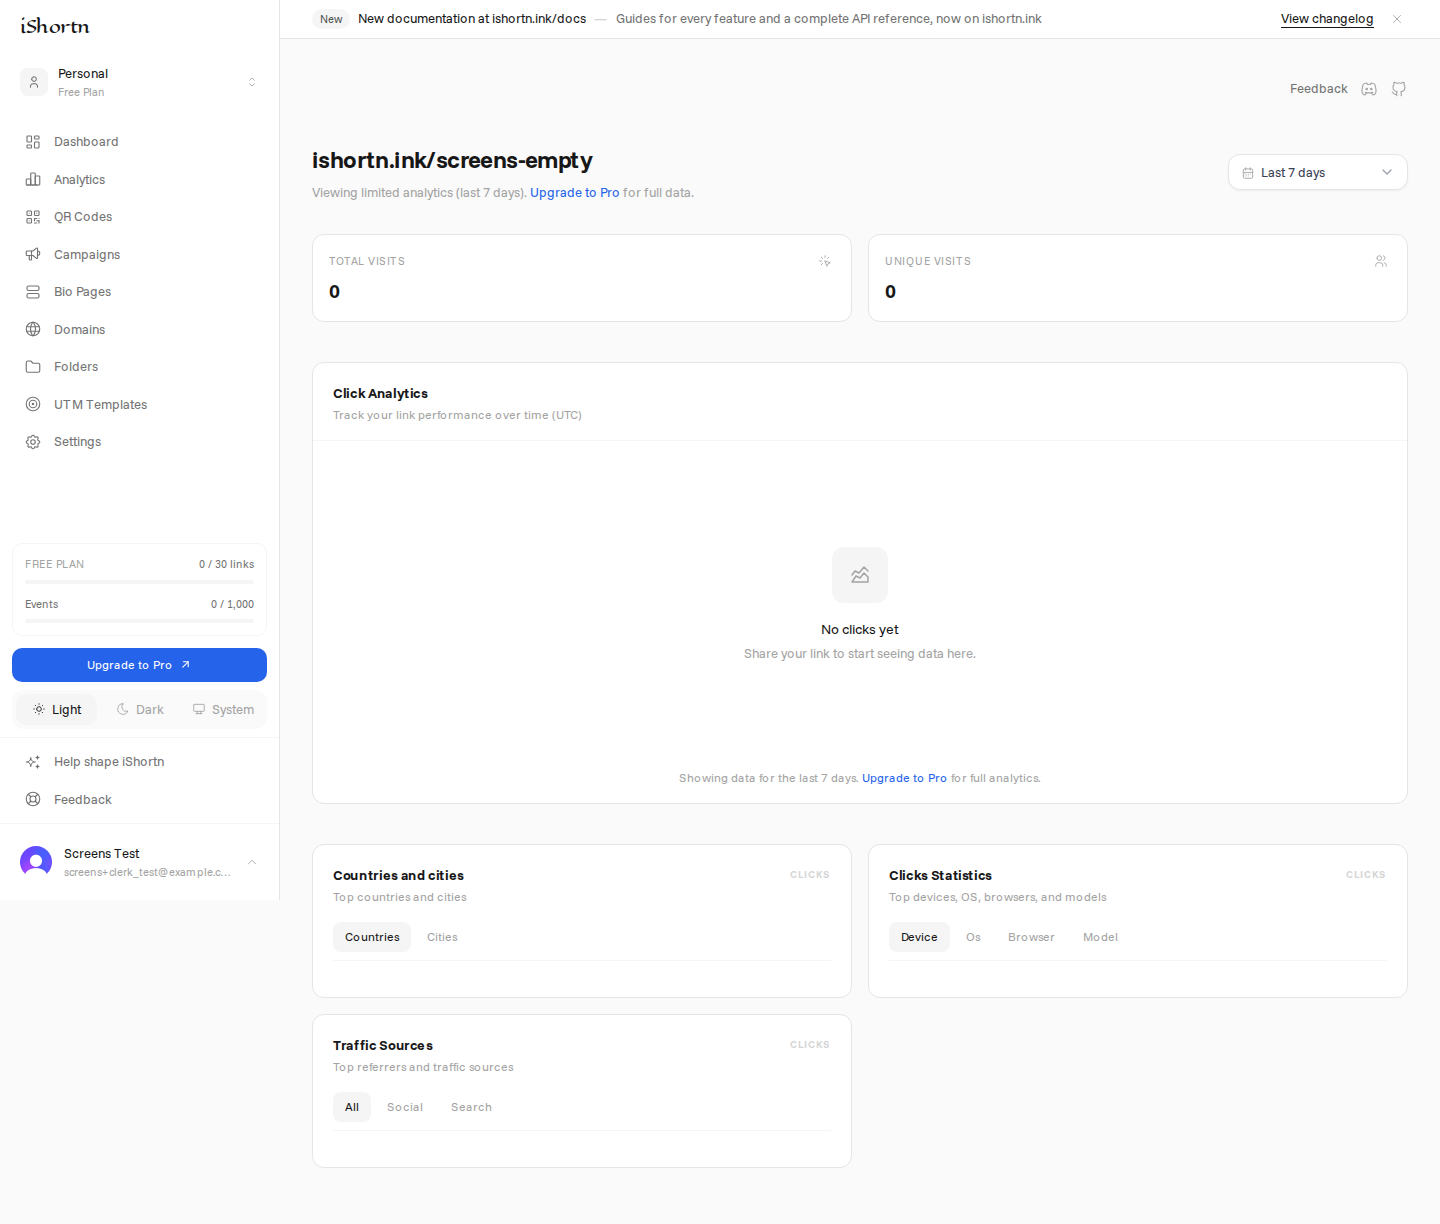 iShortn
Personal
Free Plan
Dashboard
Analytics
QR Codes
Campaigns
Bio Pages
Domains
Folders
UTM Templates
Settings
FREE PLAN 0 / 30 links
Events 0 / 1,000
Upgrade to Pro
Light Dark System
Help shape iShortn
Feedback
Screens Test
screens+clerk_test@example.c...
New New documentation at ishortn.ink/docs — Guides for every feature and a complete API reference, now on ishortn.ink View changelog
Feedback
ishortn.ink/screens-empty
Viewing limited analytics (last 7 days). Upgrade to Pro for full data.
Last 7 days
TOTAL VISITS
0
UNIQUE VISITS
0
Click Analytics
Track your link performance over time (UTC)
No clicks yet
Share your link to start seeing data here.
Showing data for the last 7 days. Upgrade to Pro for full analytics.
Countries and cities CLICKS
Top countries and cities
Countries Cities
Clicks Statistics CLICKS
Top devices, OS, browsers, and models
Device Os Browser Model
Traffic Sources CLICKS
Top referrers and traffic sources
All Social Search